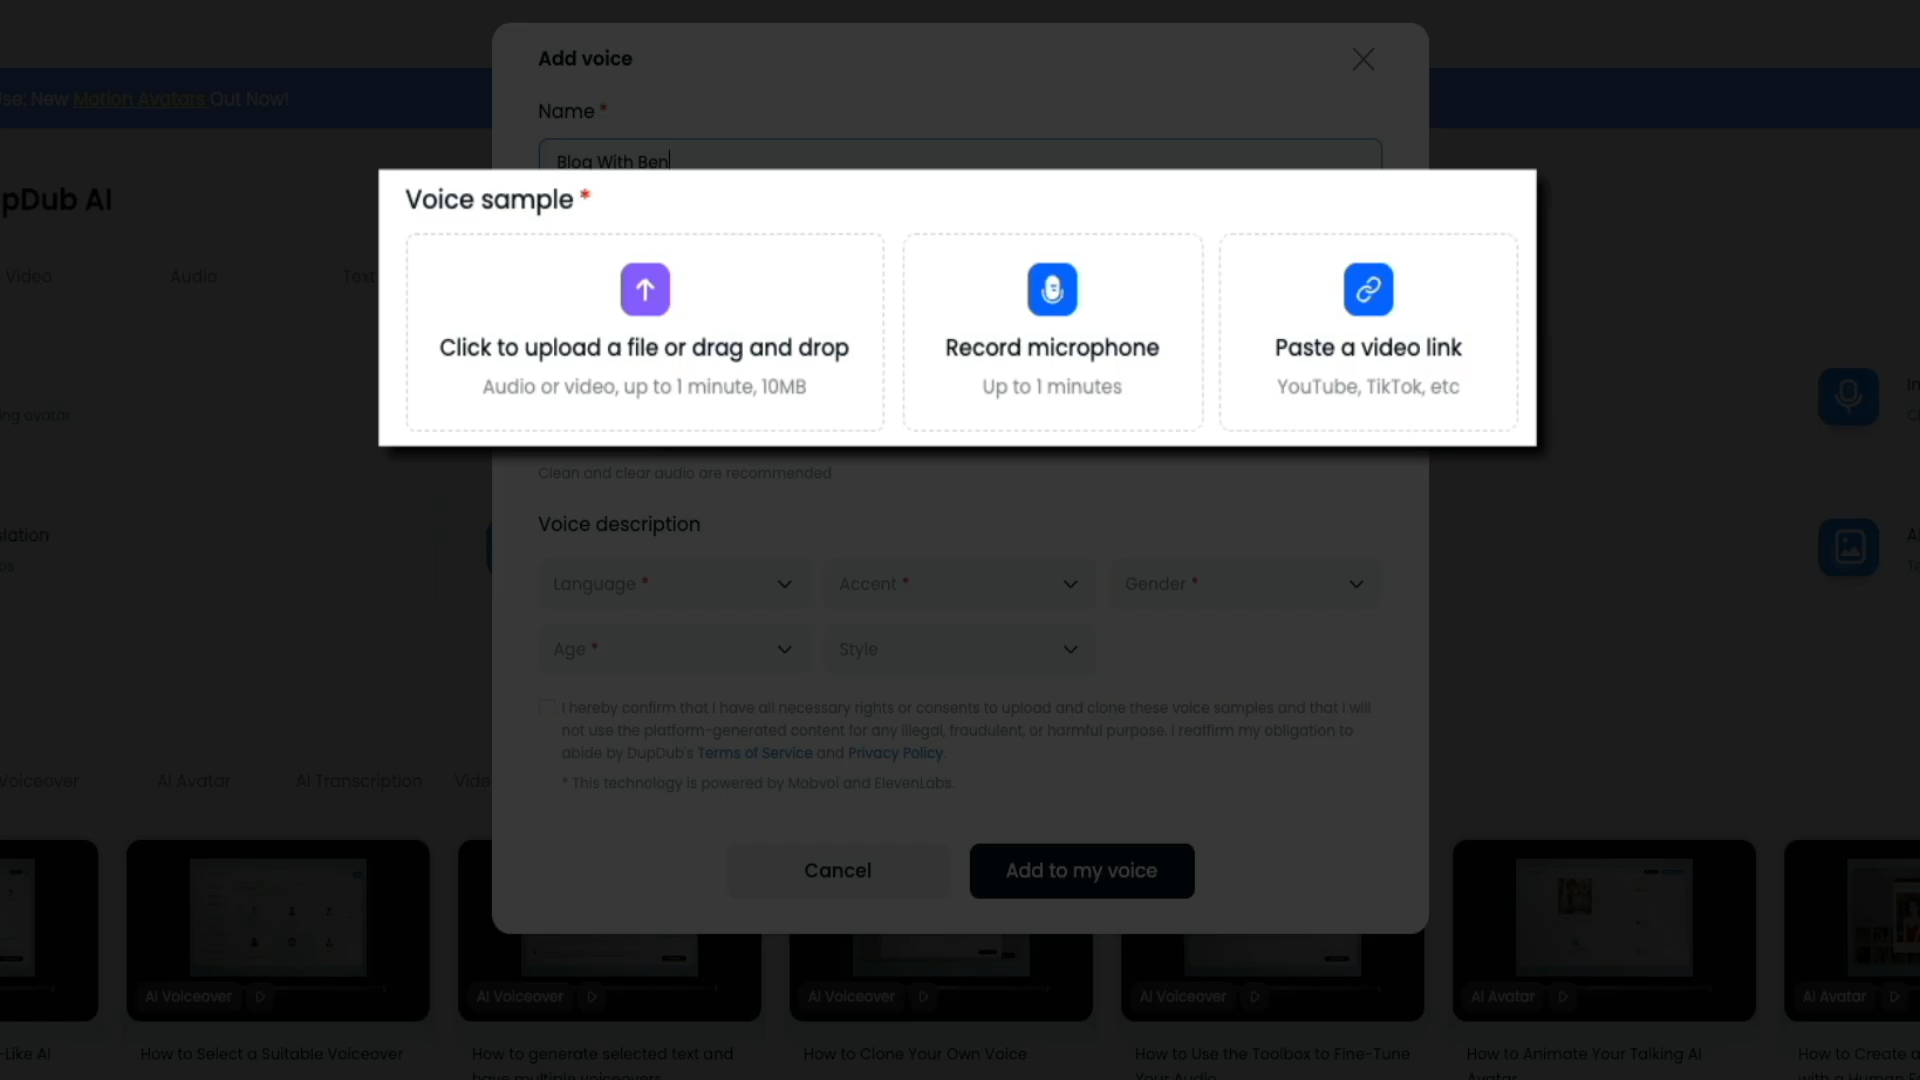 Add voice
Name *
Use: New Motion Avatars Out Now!
Blog With Ben
pDub AI
Voice sample *
Video
Audio
Text
Click to upload a file or drag and drop
Audio or video, up to 1 minute, 10MB
Record microphone
Up to 1 minutes
Paste a video link
YouTube, TikTok, etc
ing avatar
Clean and clear audio are recommended
Voice description
slation
Language *
Accent *
Gender *
Age *
Style
I hereby confirm that I have all necessary rights or consents to upload and clone these voice samples and that I will
not use the platform-generated content for any illegal, fraudulent, or harmful purpose. I reaffirm my obligation to
abide by DupDub's Terms of Service and Privacy Policy.
* This technology is powered by Mobvoi and ElevenLabs.
Voiceover
AI Avatar
AI Transcription
Vide
Cancel
Add to my voice
AI Voiceover
AI Voiceover
AI Voiceover
AI Voiceover
AI Avatar
AI Avatar
-Like AI
How to Select a Suitable Voiceover
How to generate selected text and
have multiple voiceovers
How to Clone Your Own Voice
How to Use the Toolbox to Fine-Tune
Your Audio
How to Animate Your Talking AI
Avatar
How to Create a